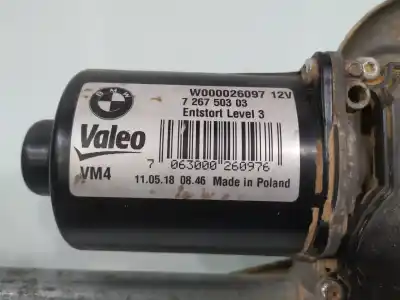 BMW
W000026097 12V
7 267 503 03
Entstort Level 3
Valeo
7 063000 260976
VM4
11.05.18 08.46 Made in Poland